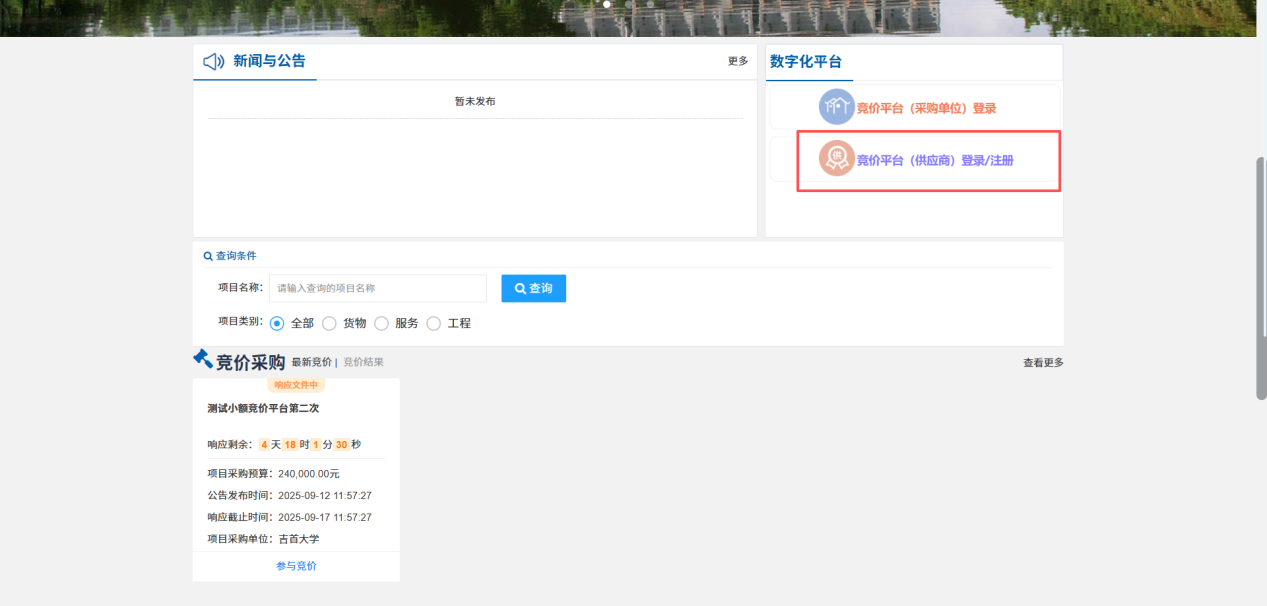 新闻与公告
更多
暂未发布
数字化平台
竞价平台（采购单位）登录
供
竞价平台（供应商）登录/注册
查询条件
项目名称：
请输入查询的项目名称
查询
项目类别：
全部 货物 服务 工程
竞价采购 最新竞价 | 竞价结果
查看更多
响应文件中
测试小额竞价平台第二次
响应剩余：4天18时1分30秒
项目采购预算：240,000.00元
公告发布时间：2025-09-12 11:57:27
响应截止时间：2025-09-17 11:57:27
项目采购单位：吉首大学
参与竞价